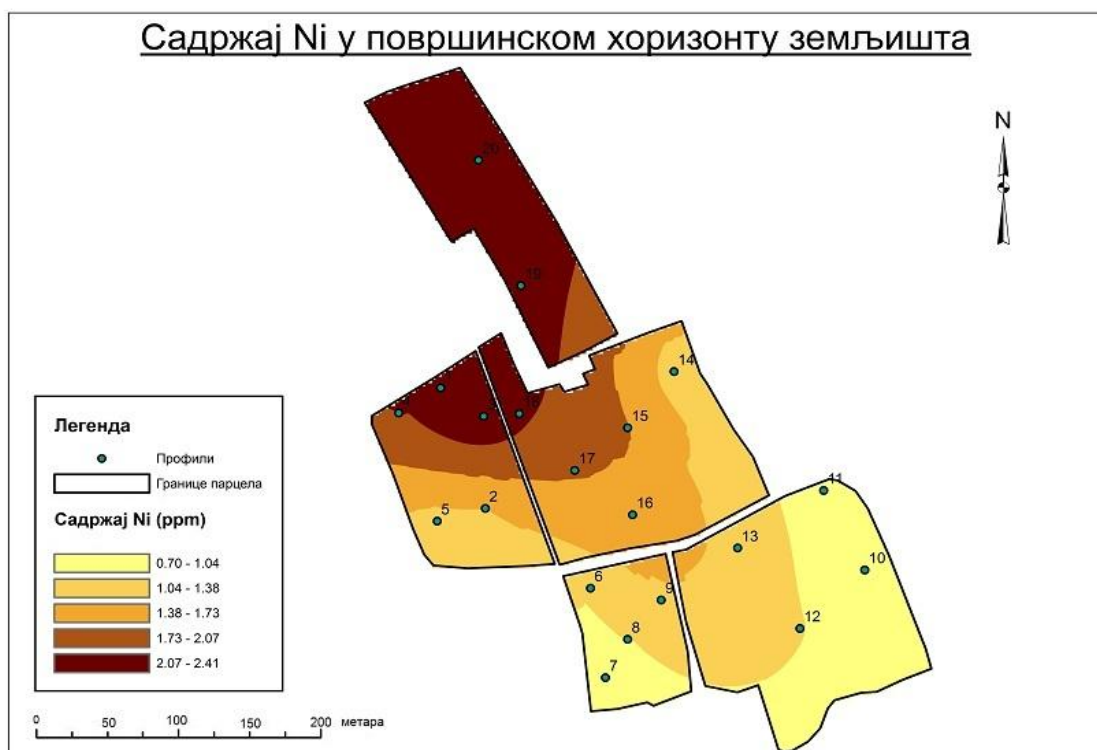 Садржај Ni у површинском хоризонту земљишта
N
20
19
14
18
15
17
2
5
16
11
13
10
6
9
12
8
7
Легенда
Профили
Границе парцела
Садржај Ni (ppm)
0.70 - 1.04
1.04 - 1.38
1.38 - 1.73
1.73 - 2.07
2.07 - 2.41
0 50 100 150 200 метара